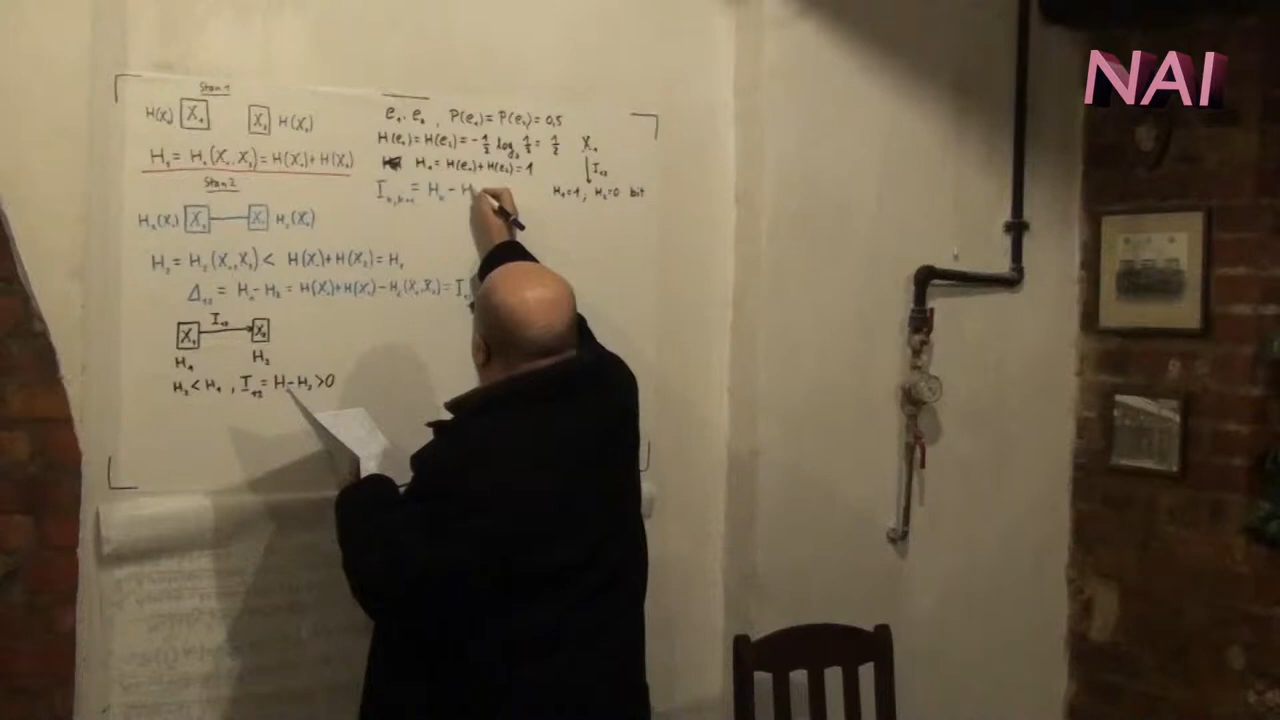 NAI
Stan 1
H(X₁) X₁ X₂ H(X₂)
H₁ = H₁(X₁, X₂) = H(X₁) + H(X₂)
Stan 2
H₂(X₁) X₁ X₂ H₂(X₂)
H₂ = H₂(X₁, X₂) < H(X₁) + H(X₂) = H₁
Δ₁₂ = H₁ - H₂ = H(X₁) + H(X₂) - H₂(X₁, X₂) = I
I₁₂
X₁ X₂
H₁ H₂
H₂ < H₁ , I₁₂ = H - H₂ > 0
e₁, e₂ , P(e₁) = P(e₂) = 0,5
H(e₁) = H(e₂) = -½ log₂ ½ = ½
H₁ = H(e₁) + H(e₂) = 1
X₁
I₁₂
H₁=1 ; H₂=0 bit
I = H - H